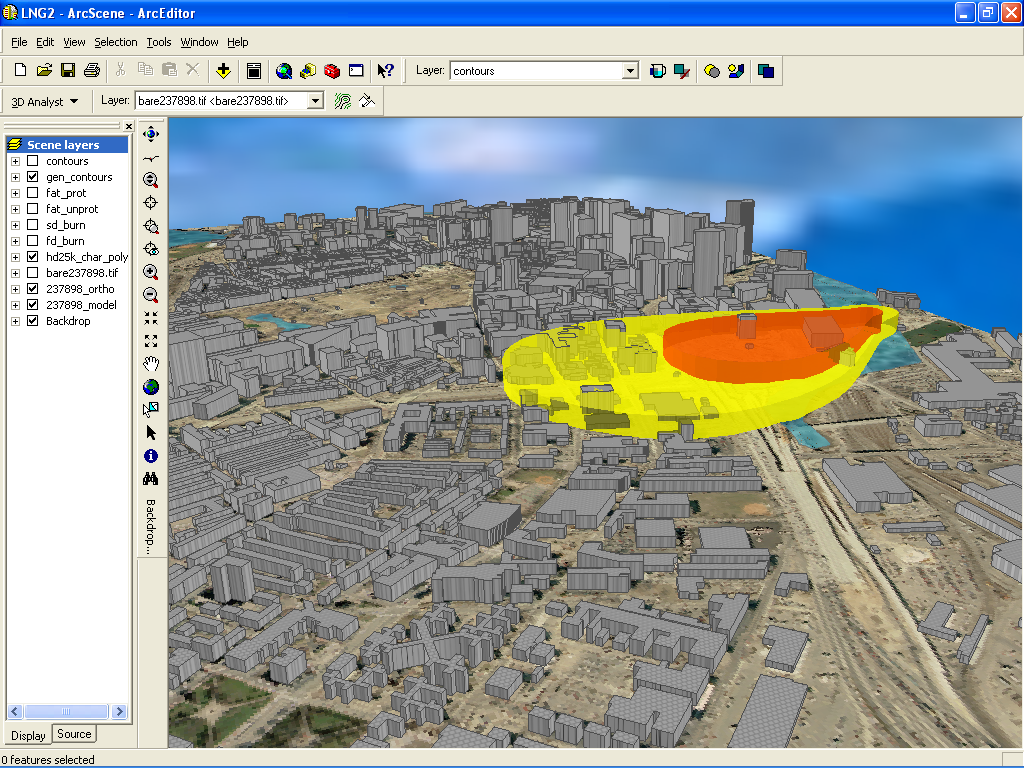 LNG2 - ArcScene - ArcEditor
File Edit View Selection Tools Window Help
Layer: contours
3D Analyst Layer: bare237898.tif <bare237898.tif>
Scene layers
contours
gen_contours
fat_prot
fat_unprot
sd_burn
fd_burn
hd25k_char_poly
bare237898.tif
237898_ortho
237898_model
Backdrop
Backdrop...
Display Source
0 features selected